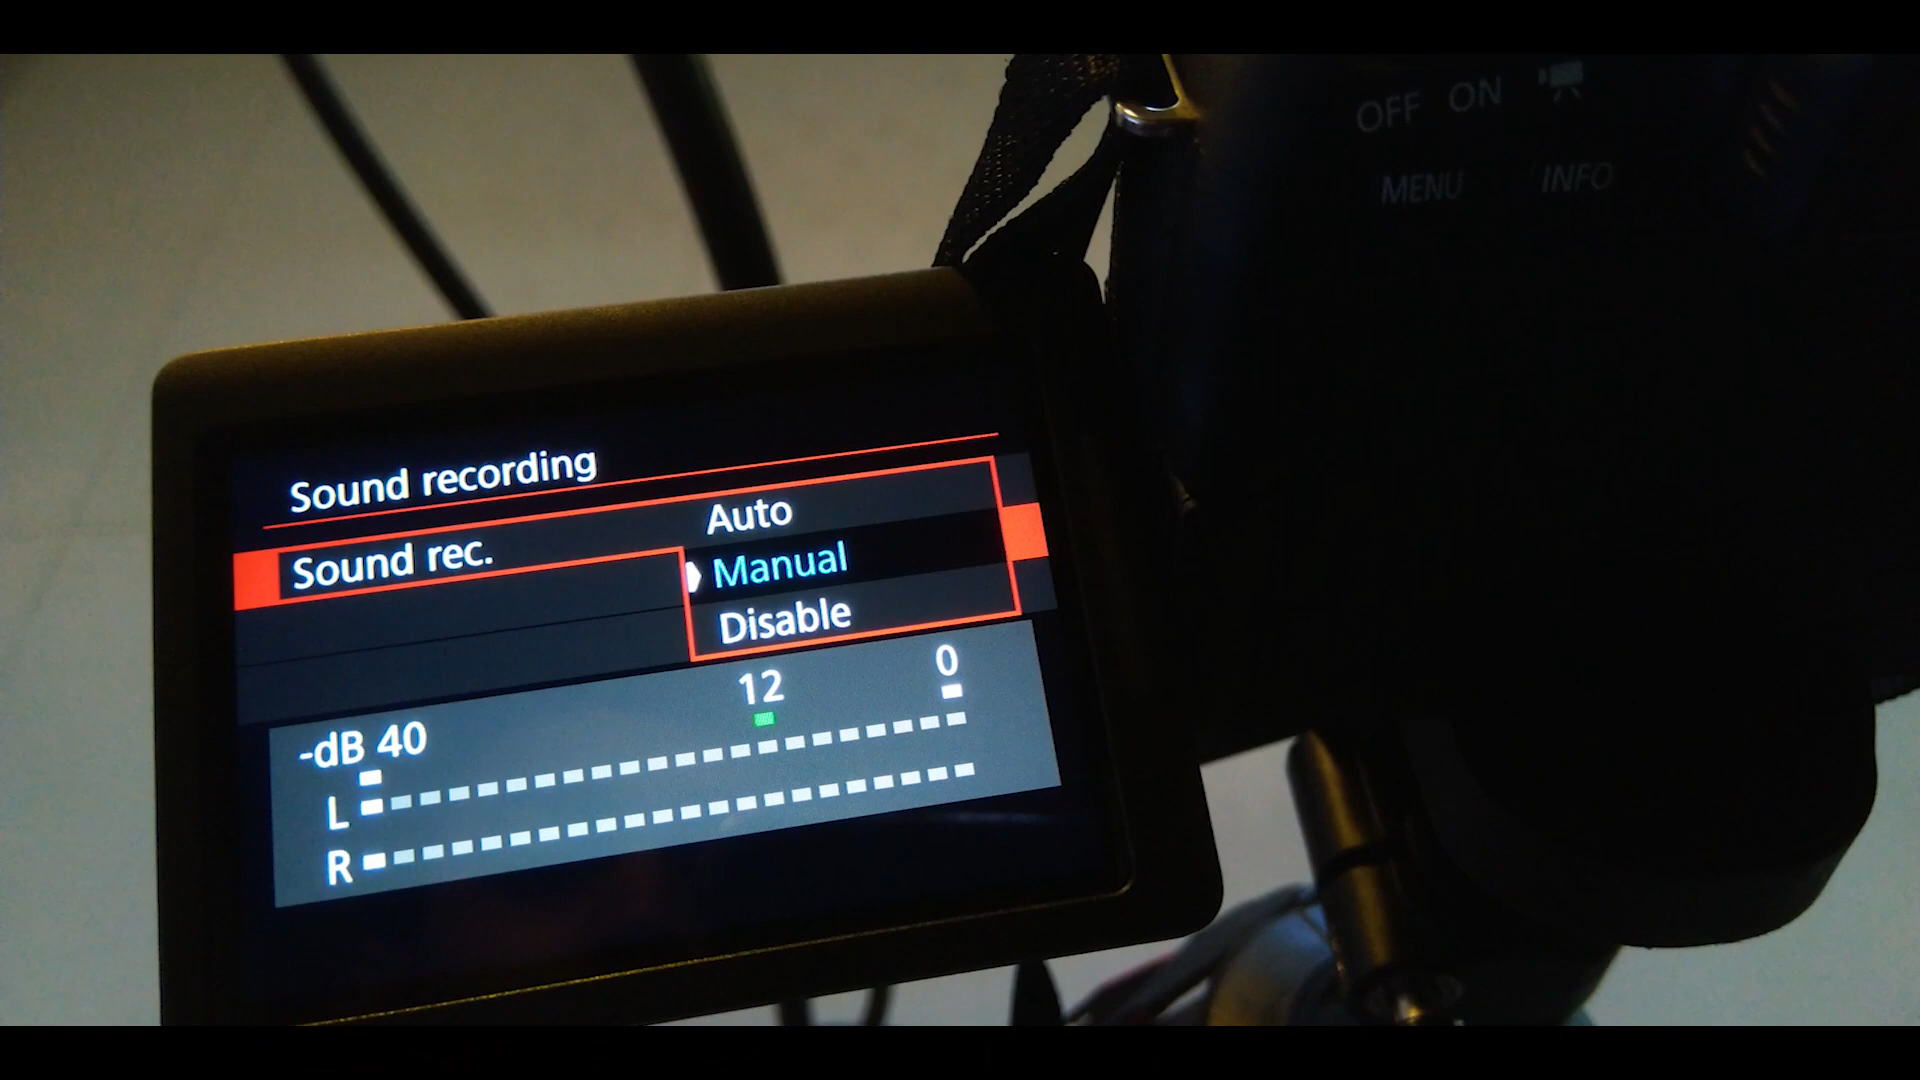 OFF ON
MENU INFO
Sound recording
Sound rec.
Auto
Manual
Disable
-dB 40 12 0
L
R